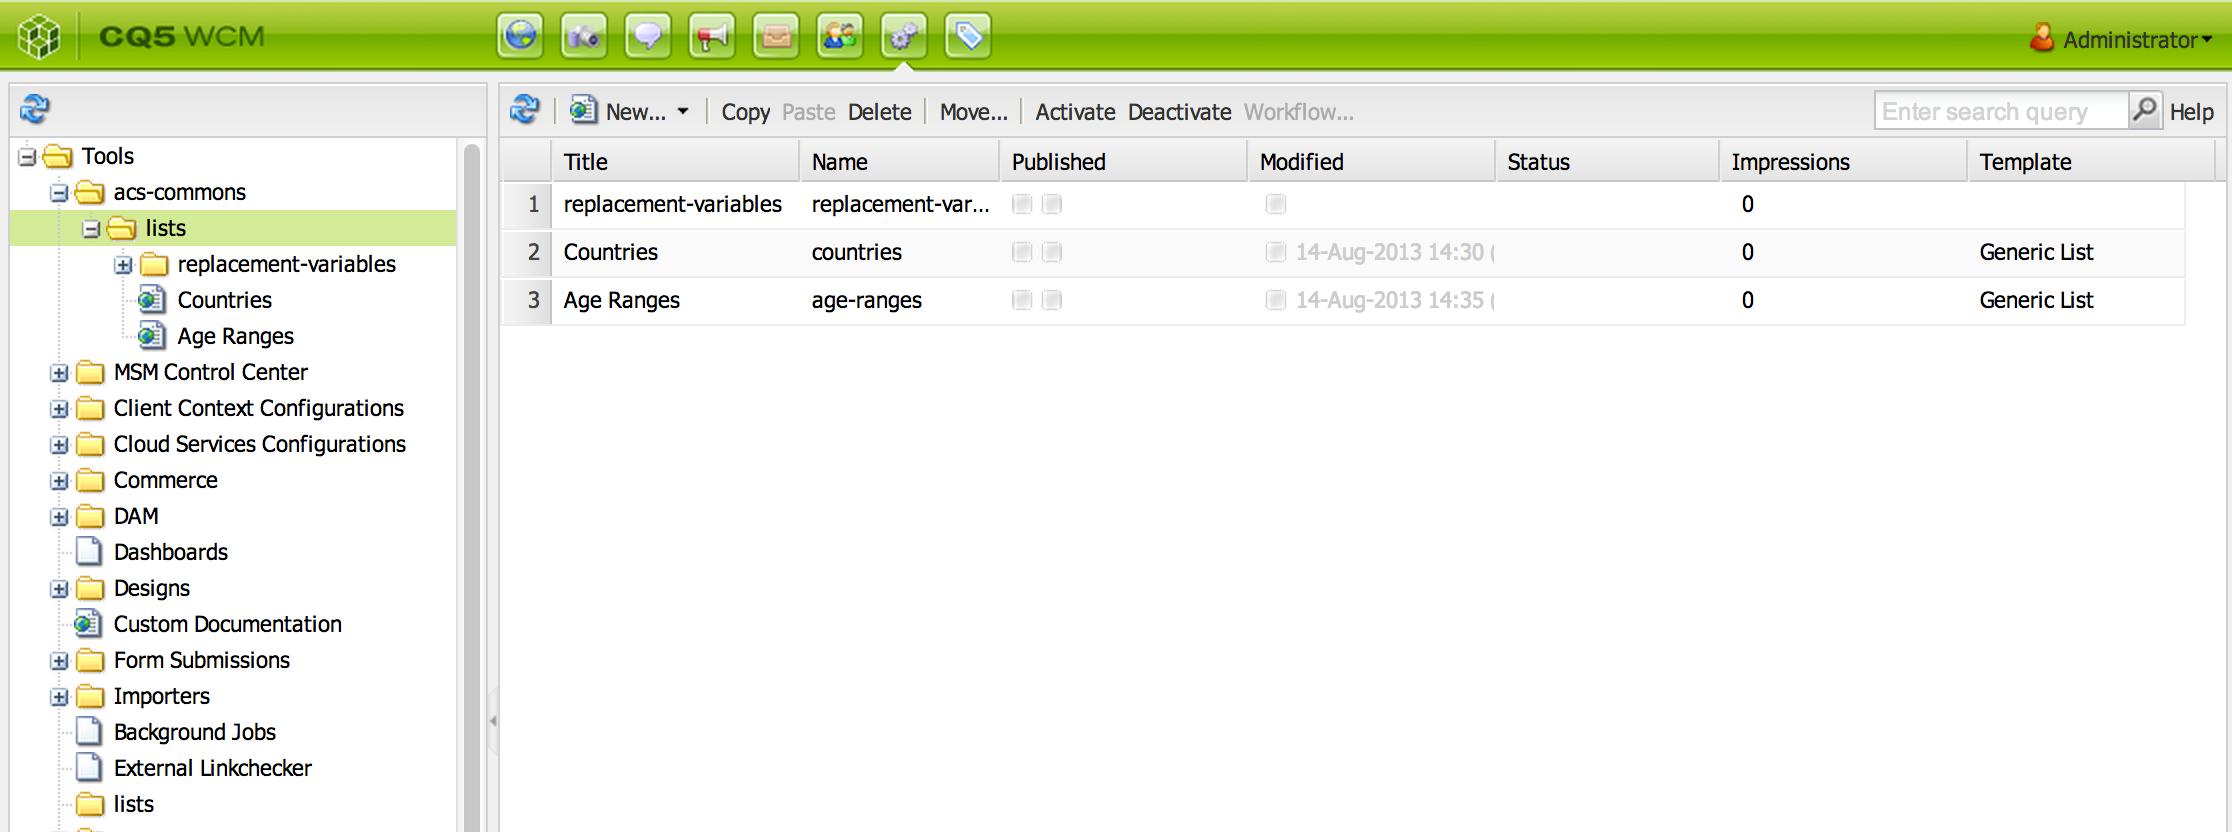 CQ5 WCM
Administrator
New... Copy Paste Delete Move... Activate Deactivate Workflow... Enter search query Help
Tools
acs-commons
lists
replacement-variables
Countries
Age Ranges
MSM Control Center
Client Context Configurations
Cloud Services Configurations
Commerce
DAM
Dashboards
Designs
Custom Documentation
Form Submissions
Importers
Background Jobs
External Linkchecker
lists
Title Name Published Modified Status Impressions Template
1 replacement-variables replacement-var... 0
2 Countries countries 14-Aug-2013 14:30 ( 0 Generic List
3 Age Ranges age-ranges 14-Aug-2013 14:35 ( 0 Generic List